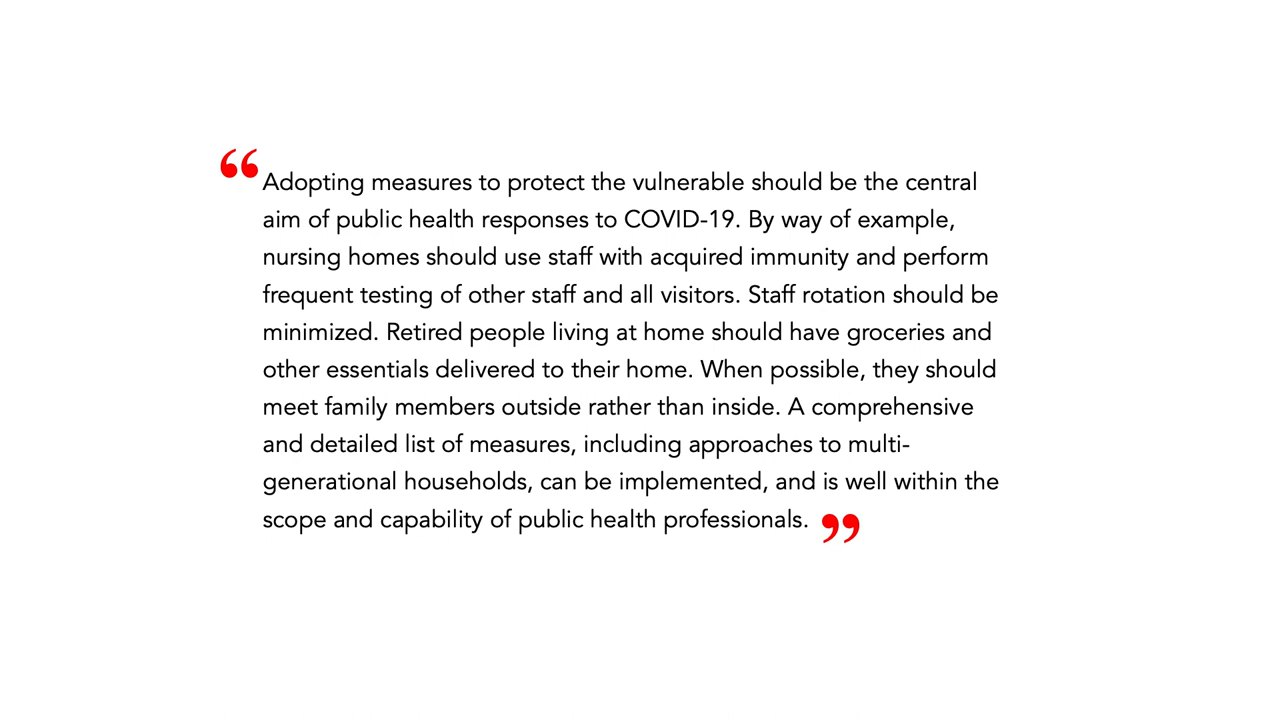 “Adopting measures to protect the vulnerable should be the central
aim of public health responses to COVID-19. By way of example,
nursing homes should use staff with acquired immunity and perform
frequent testing of other staff and all visitors. Staff rotation should be
minimized. Retired people living at home should have groceries and
other essentials delivered to their home. When possible, they should
meet family members outside rather than inside. A comprehensive
and detailed list of measures, including approaches to multi-
generational households, can be implemented, and is well within the
scope and capability of public health professionals. ”